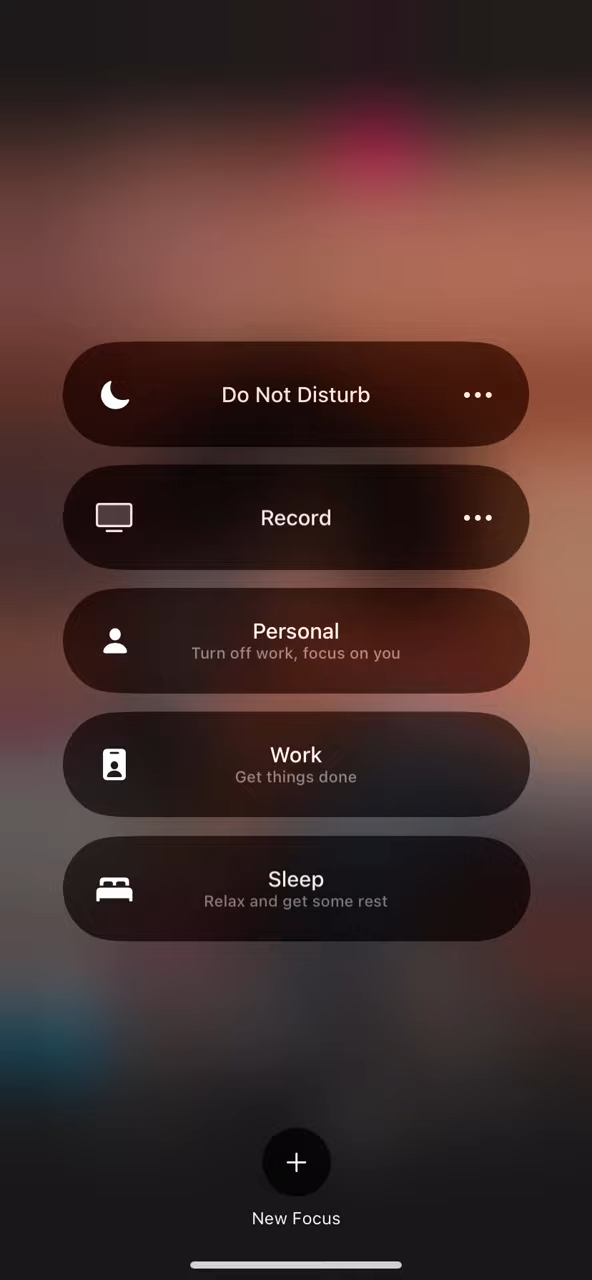 Do Not Disturb
Record
Personal
Turn off work, focus on you
Work
Get things done
Sleep
Relax and get some rest
New Focus